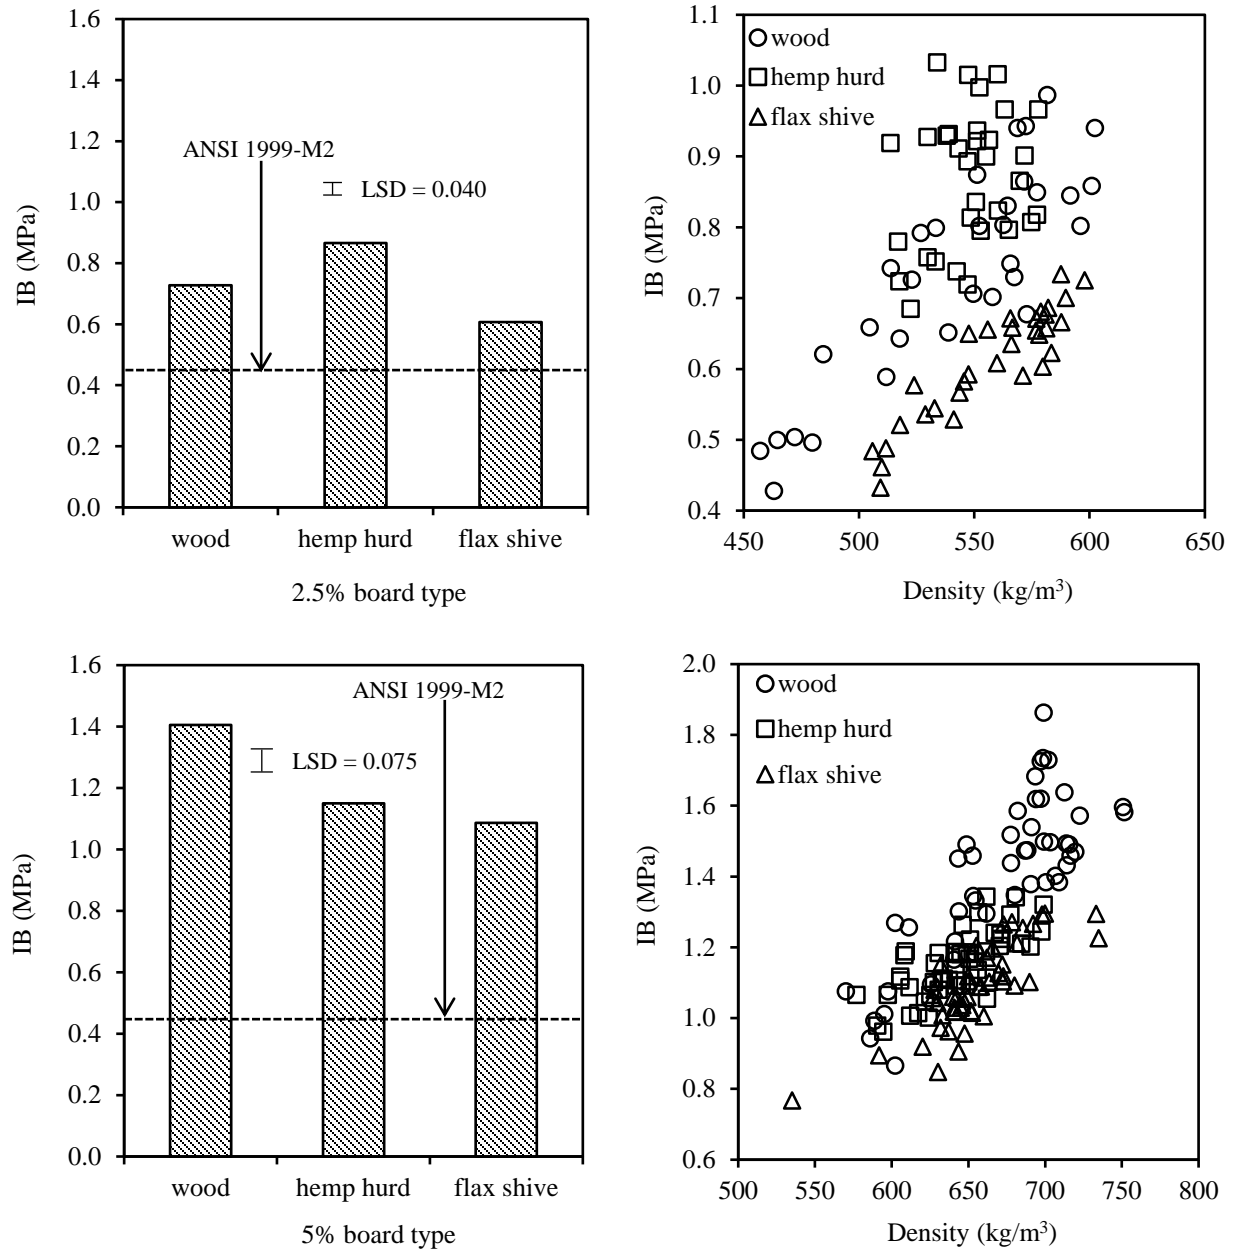 1.6
1.4
1.2
1.0
0.8
0.6
0.4
0.2
0.0
IB (MPa)
ANSI 1999-M2
LSD = 0.040
wood
hemp hurd
flax shive
2.5% board type
1.1
1.0
0.9
0.8
0.7
0.6
0.5
0.4
IB (MPa)
wood
hemp hurd
flax shive
450
500
550
600
650
Density (kg/m³)
1.6
1.4
1.2
1.0
0.8
0.6
0.4
0.2
0.0
IB (MPa)
ANSI 1999-M2
LSD = 0.075
wood
hemp hurd
flax shive
5% board type
2.0
1.8
1.6
1.4
1.2
1.0
0.8
0.6
IB (MPa)
wood
hemp hurd
flax shive
500
550
600
650
700
750
800
Density (kg/m³)